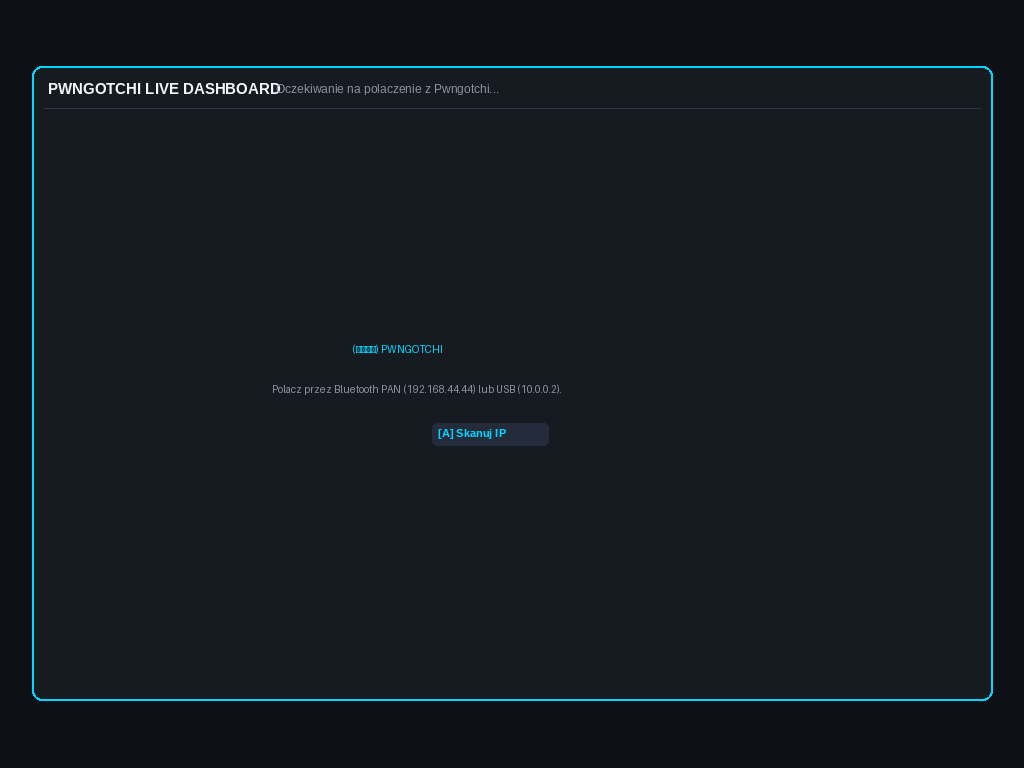 PWNGOTCHI LIVE DASHBOARD Oczekiwanie na polaczenie z Pwngotchi...
() PWNGOTCHI
Polacz przez Bluetooth PAN (192.168.44.44) lub USB (10.0.0.2).
[A] Skanuj IP